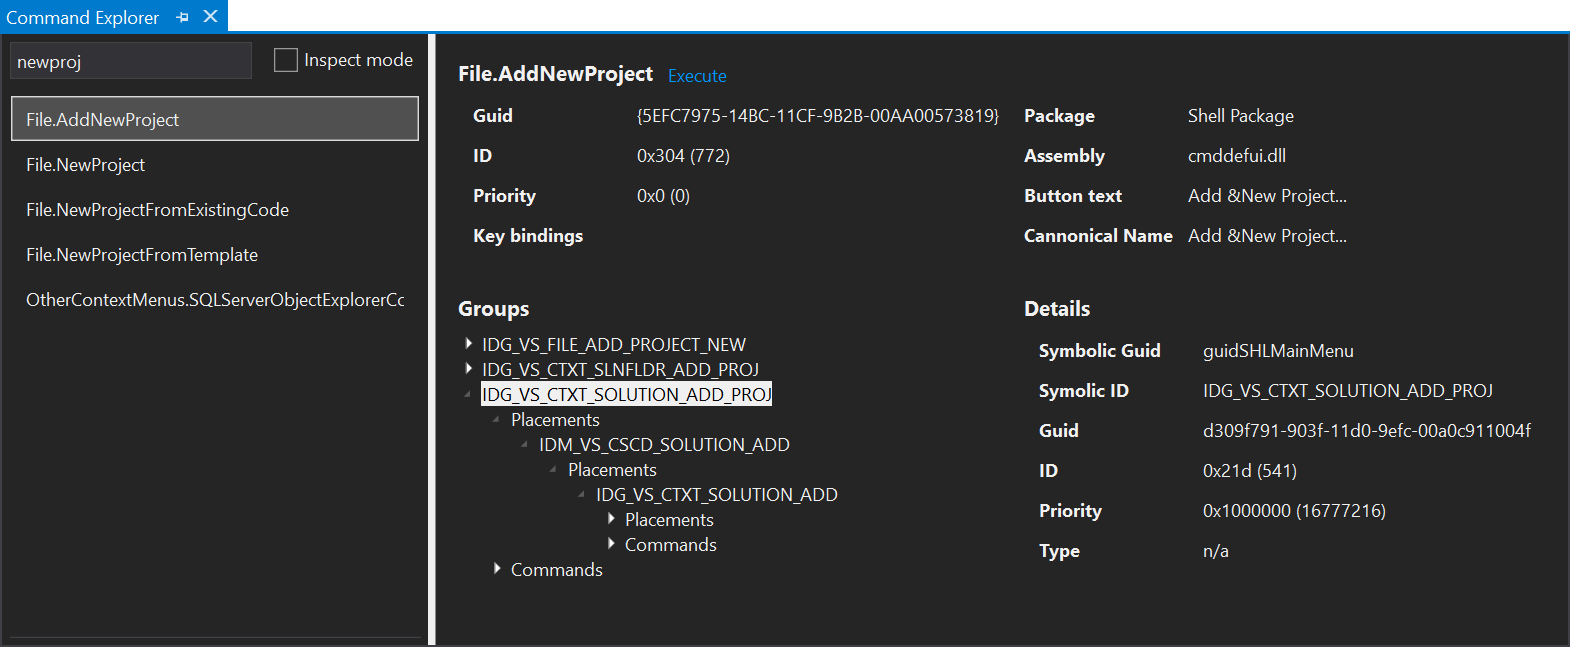 Command Explorer
newproj
Inspect mode
File.AddNewProject
File.NewProject
File.NewProjectFromExistingCode
File.NewProjectFromTemplate
OtherContextMenus.SQLServerObjectExplorerCc
File.AddNewProject Execute
Guid {5EFC7975-14BC-11CF-9B2B-00AA00573819}
ID 0x304 (772)
Priority 0x0 (0)
Key bindings
Package Shell Package
Assembly cmddefui.dll
Button text Add &New Project...
Cannonical Name Add &New Project...
Groups
IDG_VS_FILE_ADD_PROJECT_NEW
IDG_VS_CTXT_SLNFLDR_ADD_PROJ
IDG_VS_CTXT_SOLUTION_ADD_PROJ
Placements
IDM_VS_CSCD_SOLUTION_ADD
Placements
IDG_VS_CTXT_SOLUTION_ADD
Placements
Commands
Commands
Details
Symbolic Guid guidSHLMainMenu
Symolic ID IDG_VS_CTXT_SOLUTION_ADD_PROJ
Guid d309f791-903f-11d0-9efc-00a0c911004f
ID 0x21d (541)
Priority 0x1000000 (16777216)
Type n/a